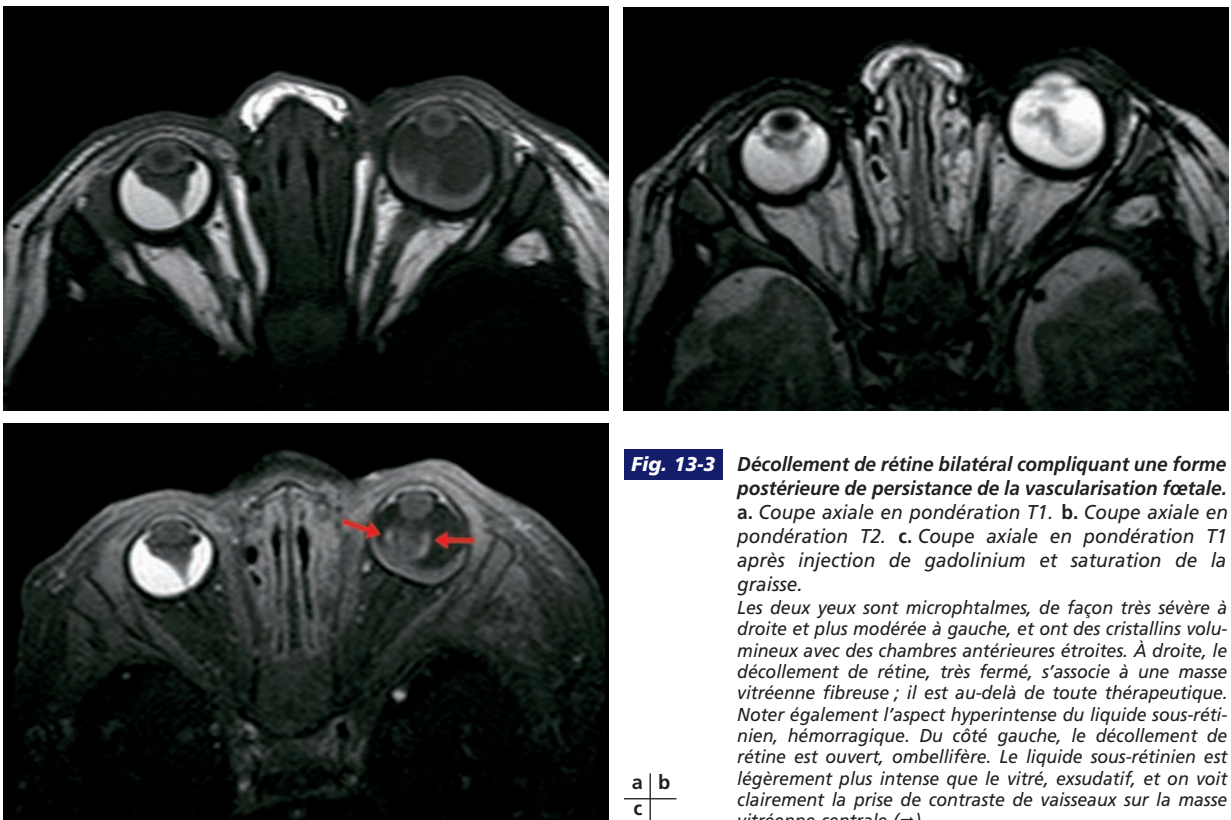 Fig. 13-3 Décollement de rétine bilatéral compliquant une forme
postérieure de persistance de la vascularisation fœtale.
a. Coupe axiale en pondération T1. b. Coupe axiale en
pondération T2. c. Coupe axiale en pondération T1
après injection de gadolinium et saturation de la
graisse.
Les deux yeux sont microphtalmes, de façon très sévère à
droite et plus modérée à gauche, et ont des cristallins volu-
mineux avec des chambres antérieures étroites. À droite, le
décollement de rétine, très fermé, s'associe à une masse
vitréenne fibreuse ; il est au-delà de toute thérapeutique.
Noter également l'aspect hyperintense du liquide sous-réti-
nien, hémorragique. Du côté gauche, le décollement de
rétine est ouvert, ombellifère. Le liquide sous-rétinien est
légèrement plus intense que le vitré, exsudatif, et on voit
clairement la prise de contraste de vaisseaux sur la masse
vitréenne centrale (→).
a b
c